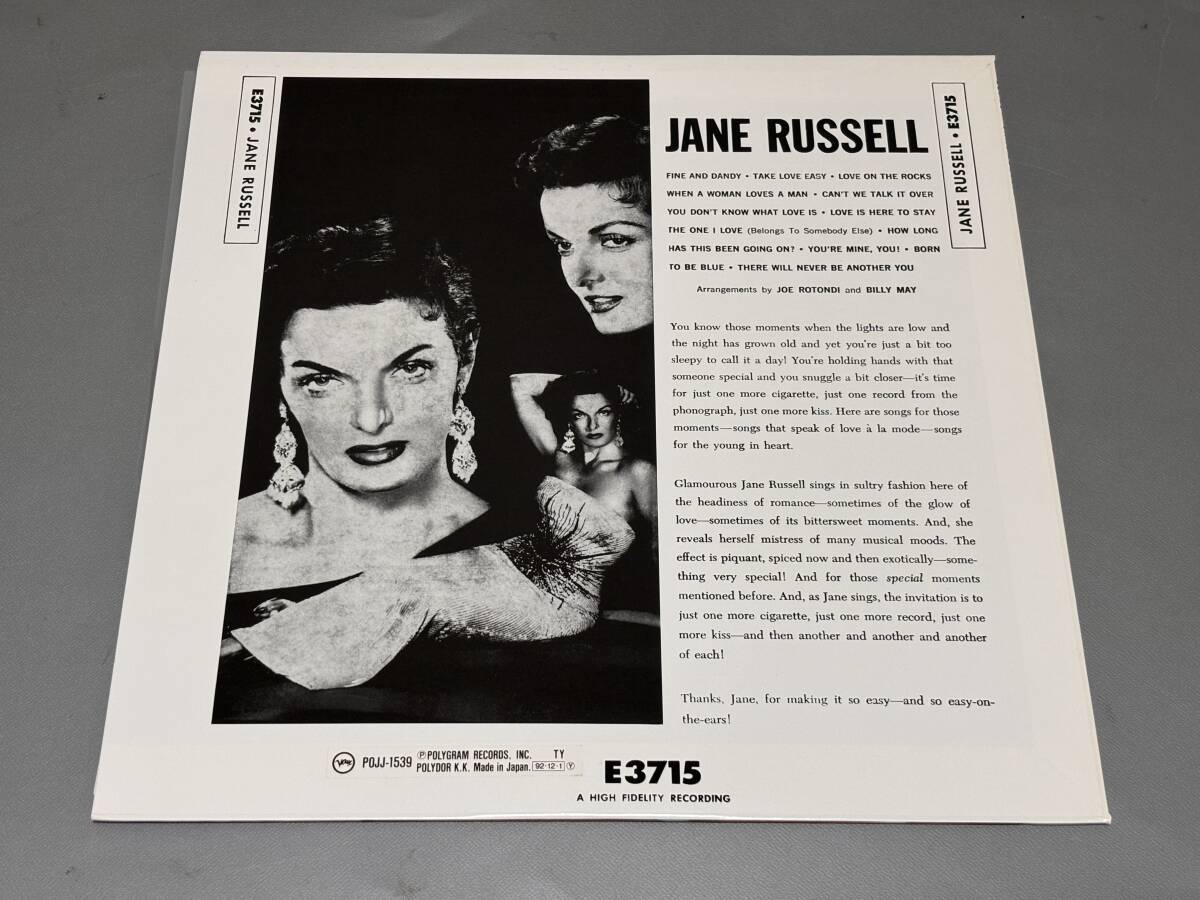 E3715 • JANE RUSSELL
JANE RUSSELL • E3715
JANE RUSSELL
FINE AND DANDY • TAKE LOVE EASY • LOVE ON THE ROCKS
WHEN A WOMAN LOVES A MAN • CAN'T WE TALK IT OVER
YOU DON'T KNOW WHAT LOVE IS • LOVE IS HERE TO STAY
THE ONE I LOVE (Belongs To Somebody Else) • HOW LONG
HAS THIS BEEN GOING ON? • YOU'RE MINE, YOU! • BORN
TO BE BLUE • THERE WILL NEVER BE ANOTHER YOU
Arrangements by JOE ROTONDI and BILLY MAY
You know those moments when the lights are low and
the night has grown old and yet you're just a bit too
sleepy to call it a day! You're holding hands with that
someone special and you snuggle a bit closer—it's time
for just one more cigarette, just one record from the
phonograph, just one more kiss. Here are songs for those
moments—songs that speak of love à la mode—songs
for the young in heart.
Glamourous Jane Russell sings in sultry fashion here of
the headiness of romance—sometimes of the glow of
love—sometimes of its bittersweet moments. And, she
reveals herself mistress of many musical moods. The
effect is piquant, spiced now and then exotically—some-
thing very special! And for those special moments
mentioned before. And, as Jane sings, the invitation is to
just one more cigarette, just one more record, just one
more kiss—and then another and another and another
of each!
Thanks, Jane, for making it so easy—and so easy-on-
the-ears!
Verve POJJ-1539 ℗ POLYGRAM RECORDS, INC. TY
POLYDOR K.K. Made in Japan. 92·12·1 Ⓨ
E3715
A HIGH FIDELITY RECORDING